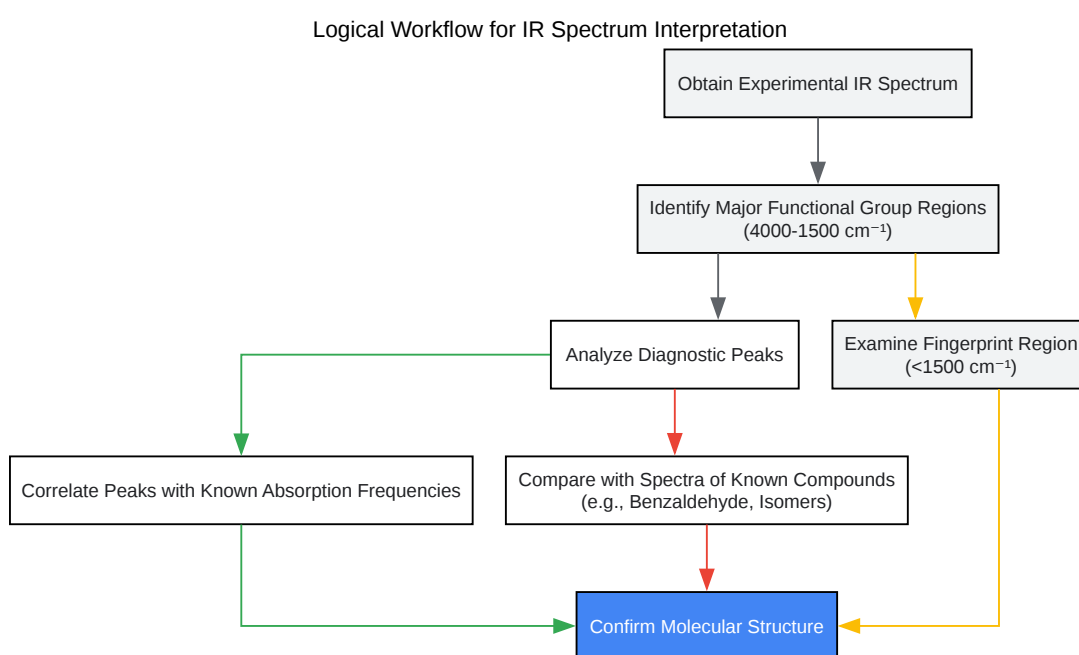 Logical Workflow for IR Spectrum Interpretation
Obtain Experimental IR Spectrum
Identify Major Functional Group Regions
(4000-1500 cm⁻¹)
Analyze Diagnostic Peaks
Examine Fingerprint Region
(<1500 cm⁻¹)
Correlate Peaks with Known Absorption Frequencies
Compare with Spectra of Known Compounds
(e.g., Benzaldehyde, Isomers)
Confirm Molecular Structure